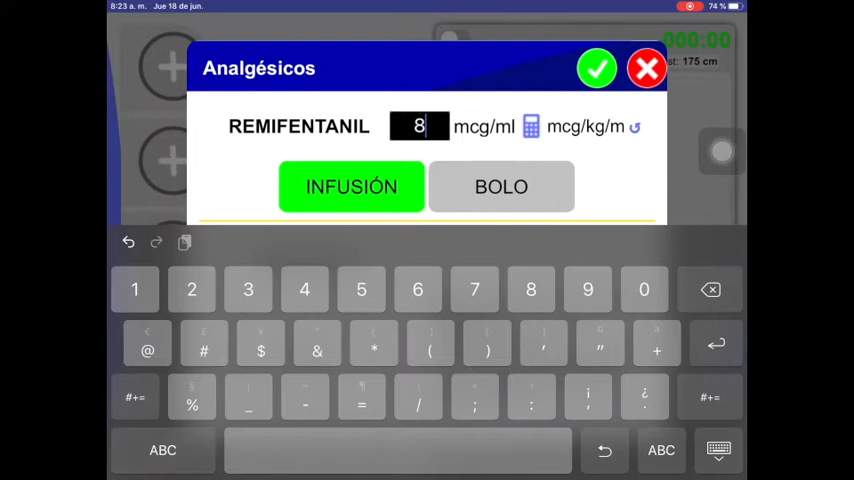 8:23 a. m. Jue 18 de jun.
74 %
000:00
st: 175 cm
Analgésicos
REMIFENTANIL 8 mcg/ml mcg/kg/m
INFUSIÓN BOLO
1 2 3 4 5 6 7 8 9 0
€ £ ¥ ^ [ ] { } º ª
@ # $ & * ( ) ' " +
§ | ~ ¶ \ < > ¡ ¿
#+= % _ - = / ; : , . #+=
ABC ABC